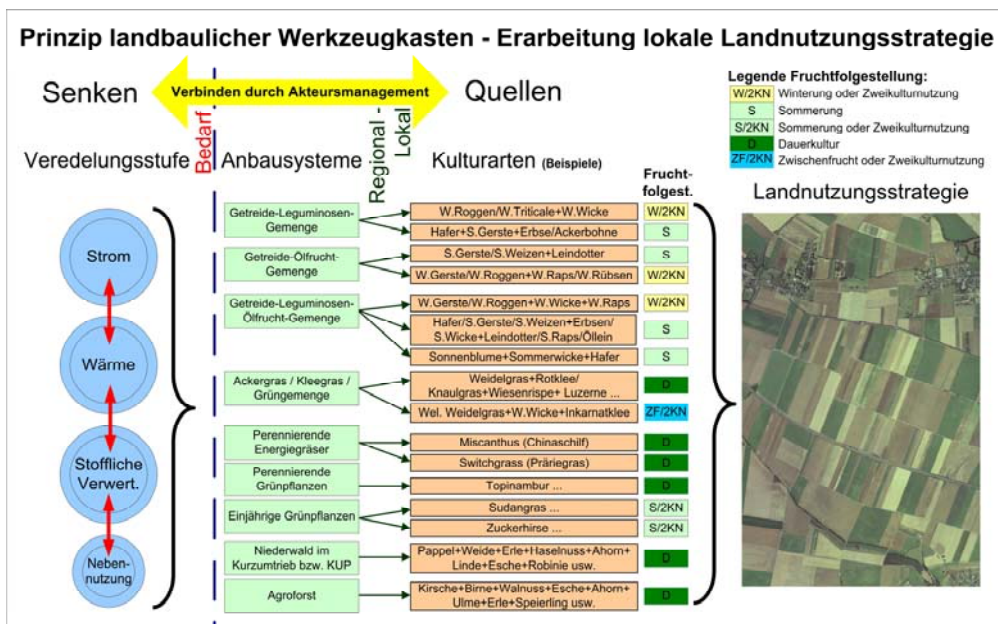 Prinzip landbaulicher Werkzeugkasten - Erarbeitung lokale Landnutzungsstrategie
Senken
Verbinden durch Akteursmanagement
Quellen
Legende Fruchtfolgestellung:
W/2KN Winterung oder Zweikulturnutzung
S Sommerung
S/2KN Sommerung oder Zweikulturnutzung
D Dauerkultur
ZF/2KN Zwischenfrucht oder Zweikulturnutzung
Veredelungsstufe
Bedarf
Anbausysteme
Regional -
Lokal
Kulturarten (Beispiele)
Frucht-
folgest.
Landnutzungsstrategie
Strom
Wärme
Stoffliche
Verwert.
Neben-
nutzung
Getreide-Leguminosen-
Gemenge
W.Roggen/W.Triticale+W.Wicke
W/2KN
Hafer+S.Gerste+Erbse/Ackerbohne
S
Getreide-Ölfrucht-
Gemenge
S.Gerste/S.Weizen+Leindotter
S
W.Gerste/W.Roggen+W.Raps/W.Rübsen
W/2KN
Getreide-Leguminosen-
Ölfrucht-Gemenge
W.Gerste/W.Roggen+W.Wicke+W.Raps
W/2KN
Hafer/S.Gerste/S.Weizen+Erbsen/
S.Wicke+Leindotter/S.Raps/Öllein
S
Sonnenblume+Sommerwicke+Hafer
S
Ackergras / Kleegras /
Grüngemenge
Weidelgras+Rotklee/
Knaulgras+Wiesenrispe+ Luzerne ...
D
Wel. Weidelgras+W.Wicke+Inkarnatklee
ZF/2KN
Perennierende
Energiegräser
Miscanthus (Chinaschilf)
D
Switchgrass (Präriegras)
D
Perennierende
Grünpflanzen
Topinambur ...
D
Einjährige Grünpflanzen
Sudangras ...
S/2KN
Zuckerhirse ...
S/2KN
Niederwald im
Kurzumtrieb bzw. KUP
Pappel+Weide+Erle+Haselnuss+Ahorn+
Linde+Esche+Robinie usw.
D
Agroforst
Kirsche+Birne+Walnuss+Esche+Ahorn+
Ulme+Erle+Speierling usw.
D